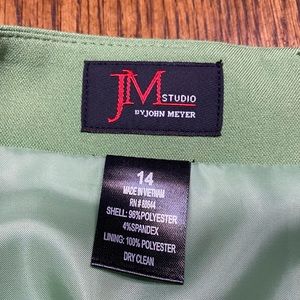 JM STUDIO
BY JOHN MEYER
14
MADE IN VIETNAM
RN # 80644
SHELL: 96% POLYESTER
4% SPANDEX
LINING: 100% POLYESTER
DRY CLEAN